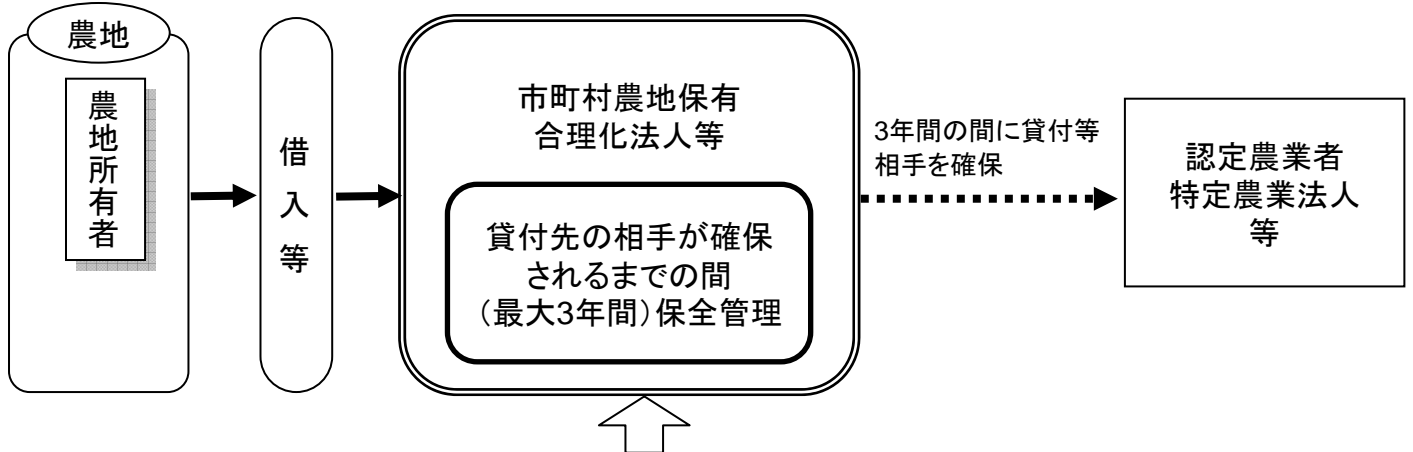 農地
農地所有者
借入等
市町村農地保有
合理化法人等
貸付先の相手が確保
されるまでの間
（最大3年間）保全管理
3年間の間に貸付等
相手を確保
認定農業者
特定農業法人
等